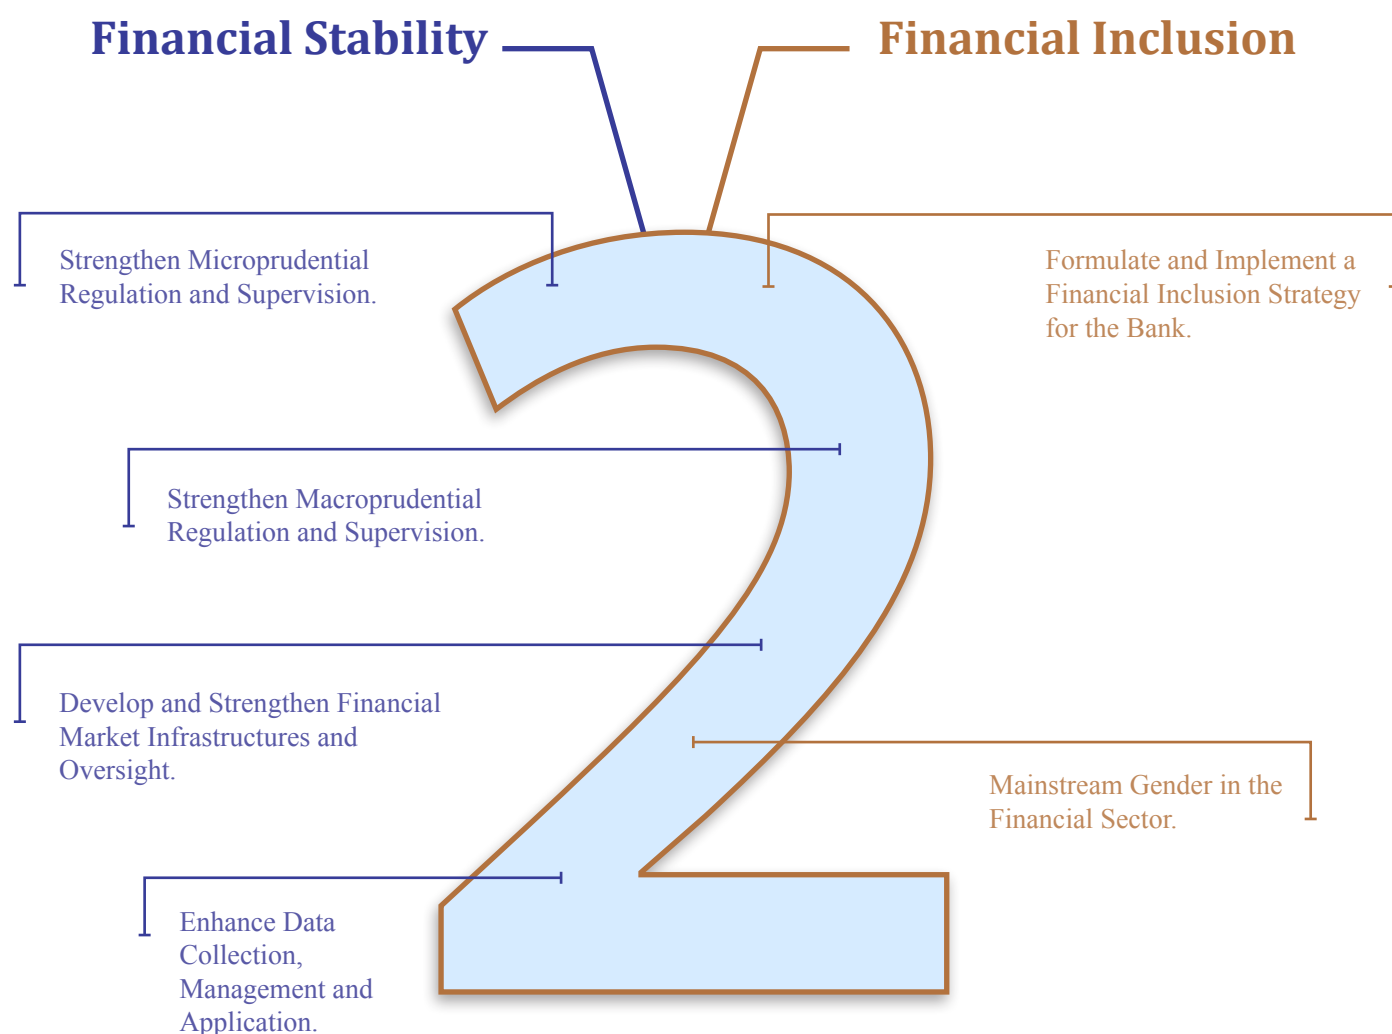 Financial Stability
Financial Inclusion
Strengthen Microprudential
Regulation and Supervision.
Formulate and Implement a
Financial Inclusion Strategy
for the Bank.
2
Strengthen Macroprudential
Regulation and Supervision.
Develop and Strengthen Financial
Market Infrastructures and
Oversight.
Mainstream Gender in the
Financial Sector.
Enhance Data
Collection,
Management and
Application.